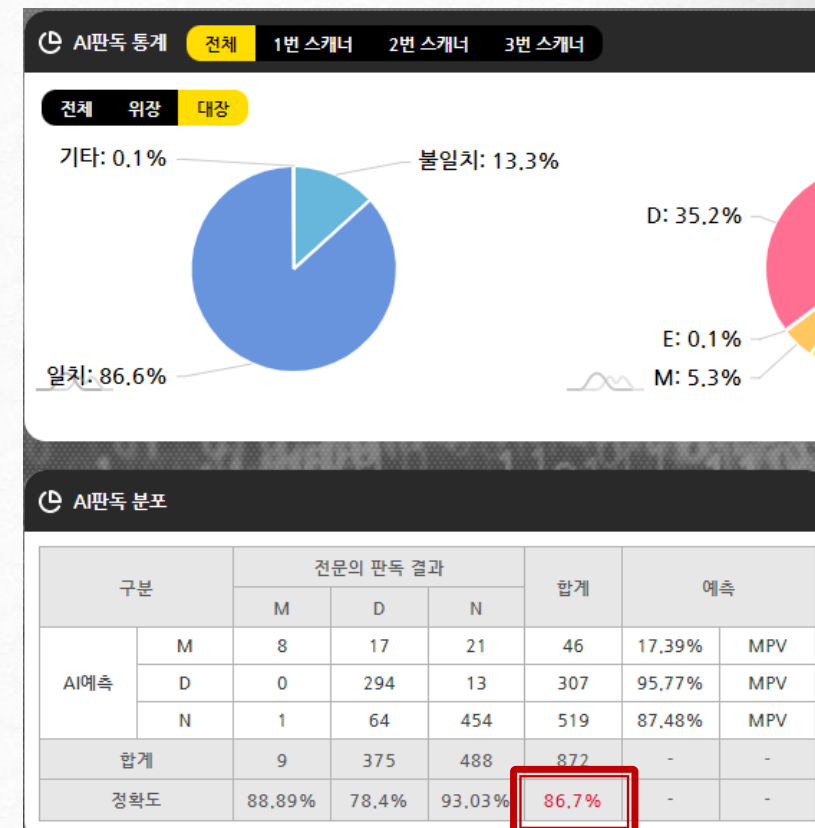 AI판독 통계 전체 1번 스캐너 2번 스캐너 3번 스캐너
전체 위장 대장
기타: 0.1%
불일치: 13.3%
일치: 86.6%
D: 35.2%
E: 0.1%
M: 5.3%
AI판독 분포
구분 전문의 판독 결과 합계 예측
M D N
AI예측
M 8 17 21 46 17.39% MPV
D 0 294 13 307 95.77% MPV
N 1 64 454 519 87.48% MPV
합계 9 375 488 872 - -
정확도 88.89% 78.4% 93.03% 86.7% - -